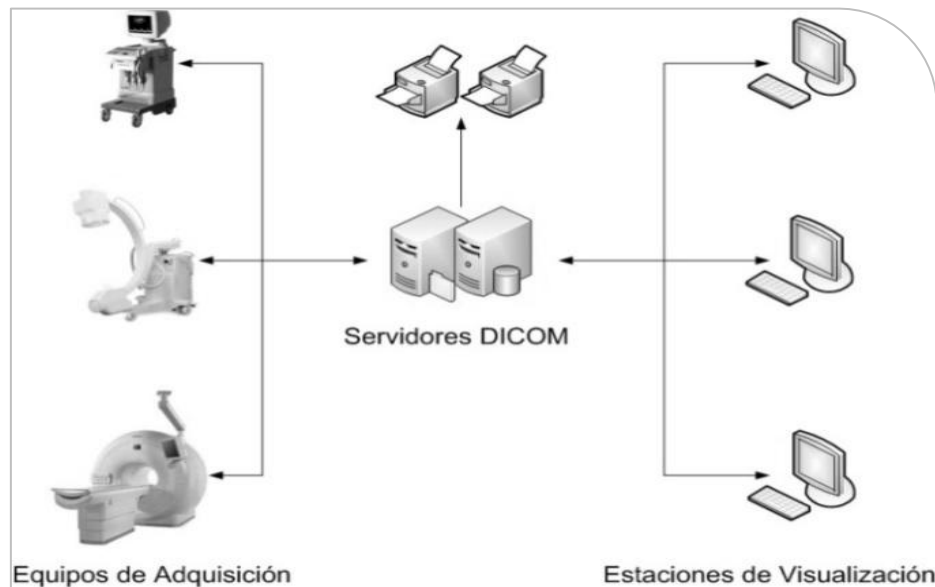 Servidores DICOM
Equipos de Adquisición
Estaciones de Visualización